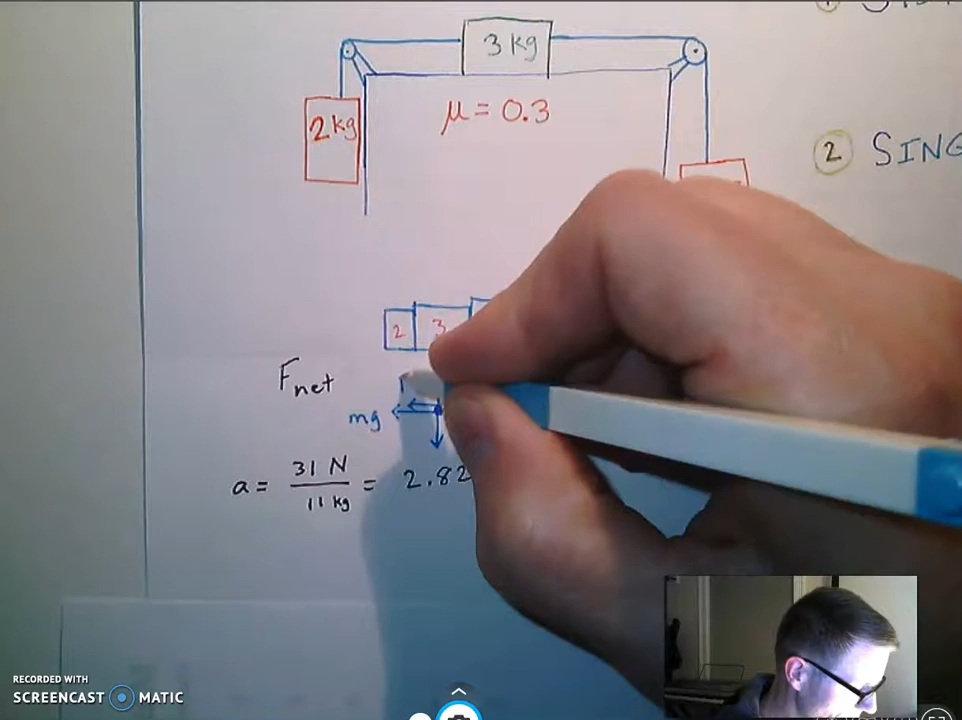 3 kg
2 kg
μ = 0.3
2 SING
2 3
Fnet
mg
a = 31 N / 11 kg = 2.82
RECORDED WITH
SCREENCAST MATIC